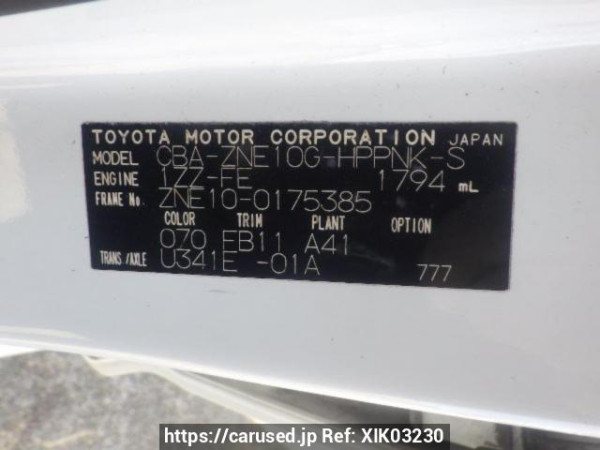 TOYOTA MOTOR CORPORATION JAPAN
MODEL CBA-ZNE10G-HPPNK-S
ENGINE 1ZZ-FE 1794 mL
FRAME No. ZNE10-0175385
COLOR TRIM PLANT OPTION
070 FB11 A41
TRANS/AXLE U341E -01A
777
https://carused.jp Ref: XIK03230